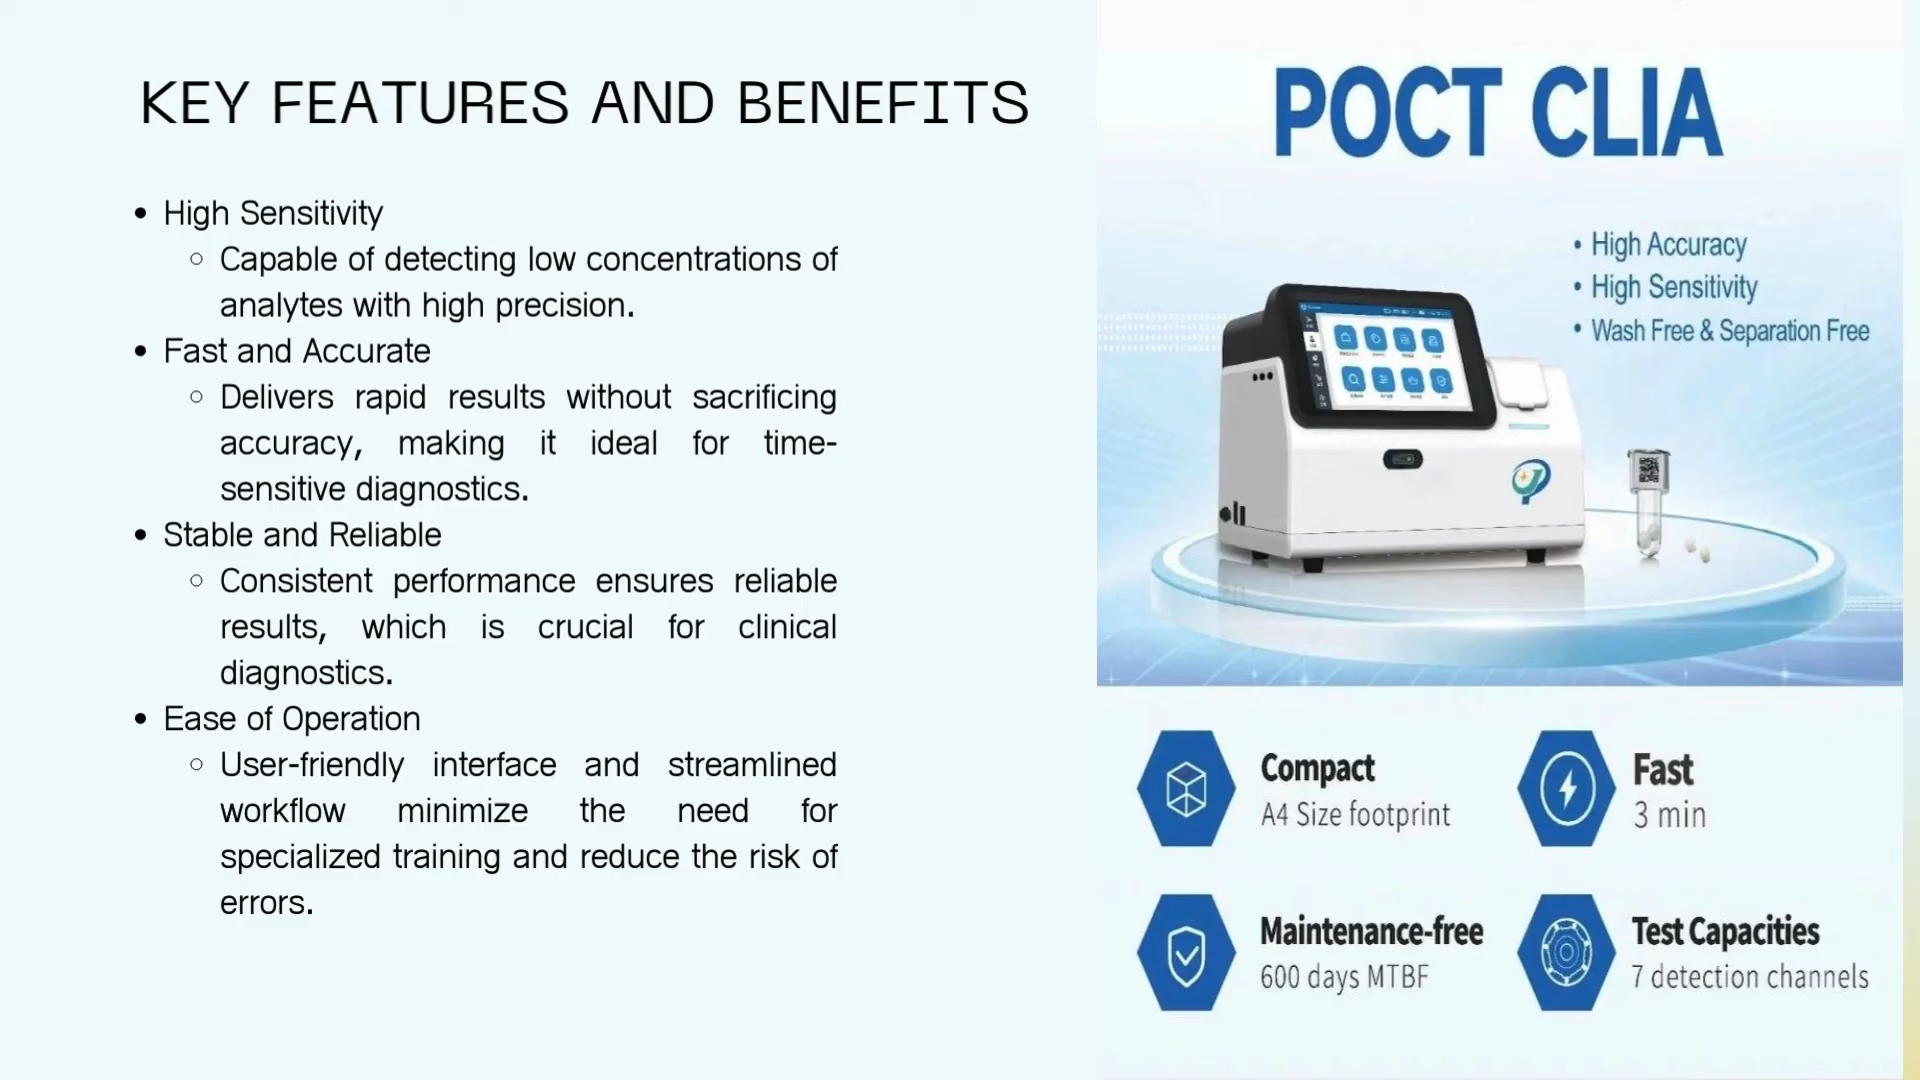 KEY FEATURES AND BENEFITS
• High Sensitivity
○ Capable of detecting low concentrations of
analytes with high precision.
• Fast and Accurate
○ Delivers rapid results without sacrificing
accuracy, making it ideal for time-
sensitive diagnostics.
• Stable and Reliable
○ Consistent performance ensures reliable
results, which is crucial for clinical
diagnostics.
• Ease of Operation
○ User-friendly interface and streamlined
workflow minimize the need for
specialized training and reduce the risk of
errors.
POCT CLIA
• High Accuracy
• High Sensitivity
• Wash Free & Separation Free
Compact
A4 Size footprint
Fast
3 min
Maintenance-free
600 days MTBF
Test Capacities
7 detection channels